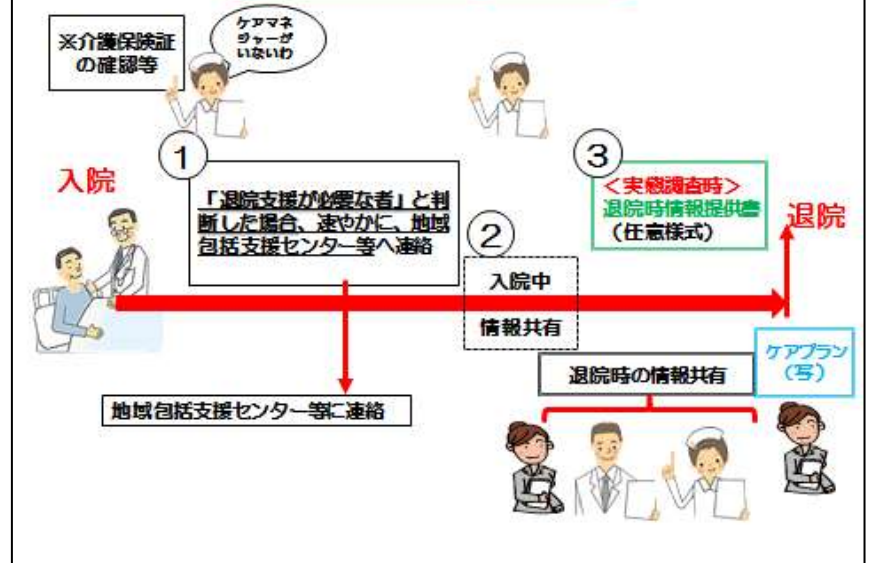 ※介護保険証
の確認等
ケアマネ
ジャーが
いないわ
入院
①
「退院支援が必要な者」と判
断した場合、速やかに、地域
包括支援センター等へ連絡
②
入院中
情報共有
③
＜実態調査時＞
退院時情報提供書
（任意様式）
退院
地域包括支援センター等に連絡
退院時の情報共有
ケアプラン
（写）